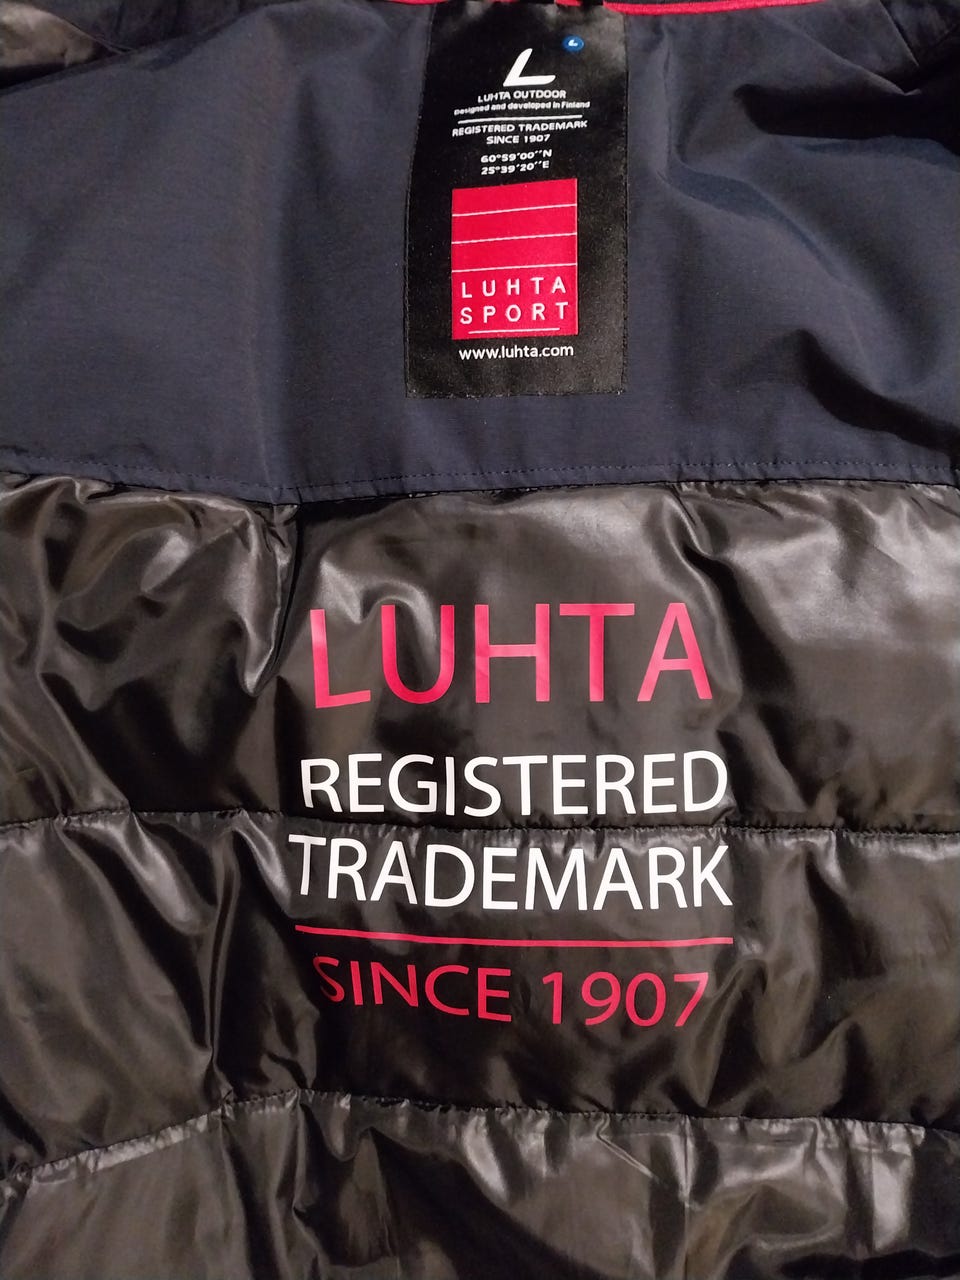 LUHTA OUTDOOR
Designed and developed in Finland
REGISTERED TRADEMARK
SINCE 1907
60°59'00''N
25°39'20''E
LUHTA
SPORT
www.luhta.com
LUHTA
REGISTERED
TRADEMARK
SINCE 1907